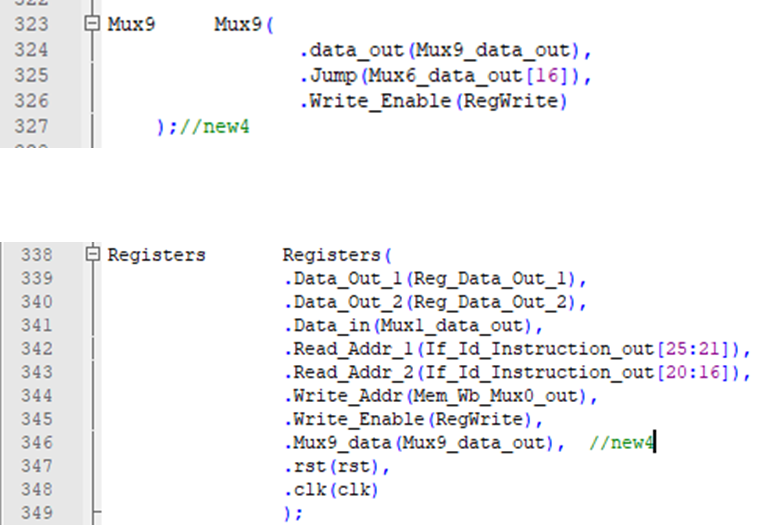 323 Mux9 Mux9(
324 .data_out(Mux9_data_out),
325 .Jump(Mux6_data_out[16]),
326 .Write_Enable(RegWrite)
327 );//new4
338 Registers Registers(
339 .Data_Out_1(Reg_Data_Out_1),
340 .Data_Out_2(Reg_Data_Out_2),
341 .Data_in(Mux1_data_out),
342 .Read_Addr_1(If_Id_Instruction_out[25:21]),
343 .Read_Addr_2(If_Id_Instruction_out[20:16]),
344 .Write_Addr(Mem_Wb_Mux0_out),
345 .Write_Enable(RegWrite),
346 .Mux9_data(Mux9_data_out), //new4
347 .rst(rst),
348 .clk(clk)
349 );